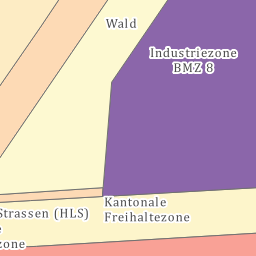 Wald
Industriezone
BMZ 8
Kantonale
Freihaltezone
Strassen (HLS)
e
zone